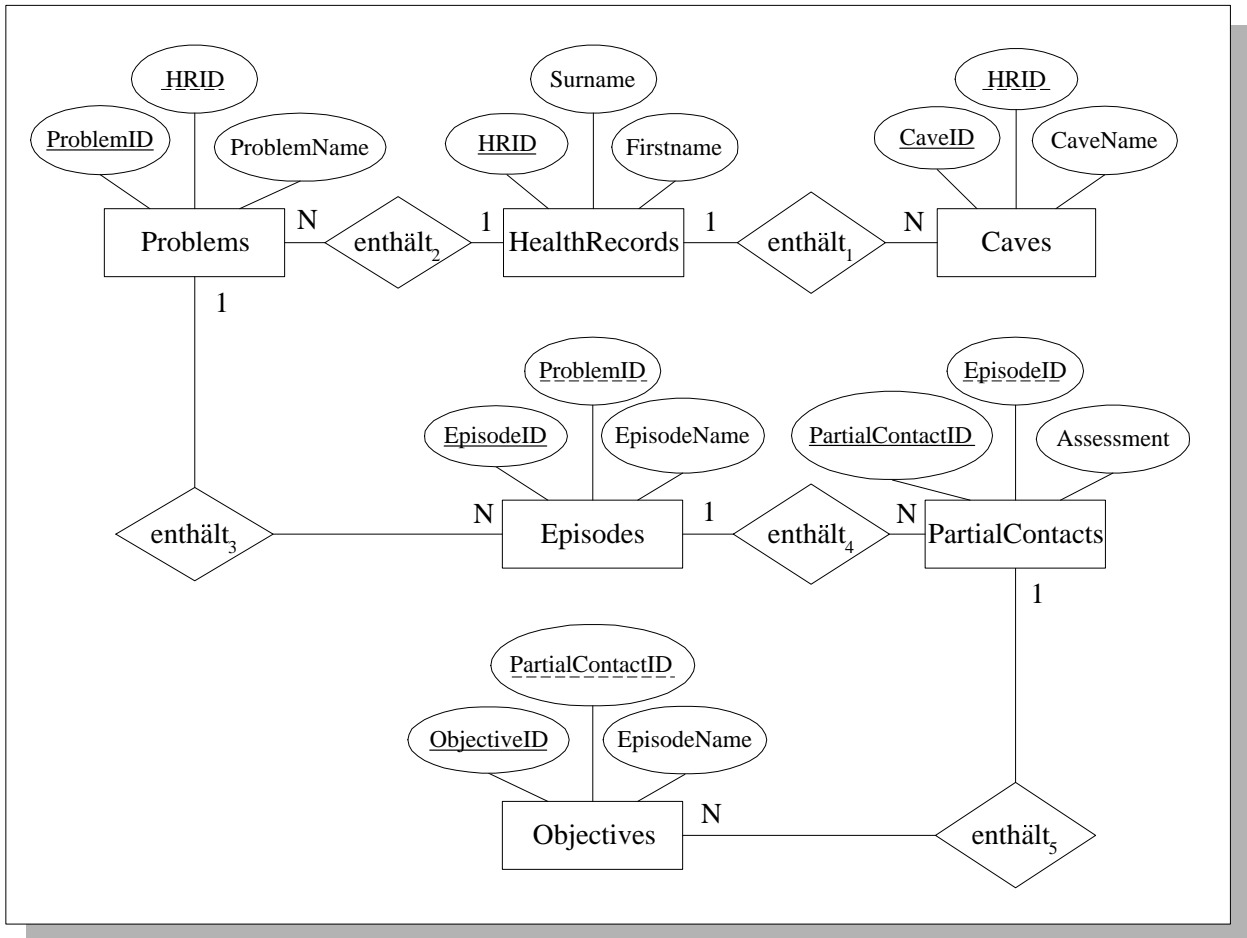 HRID
Surname
HRID
ProblemID
ProblemName
HRID
Firstname
CaveID
CaveName
Problems
N
enthält2
1
HealthRecords
1
enthält1
N
Caves
1
ProblemID
EpisodeID
EpisodeID
EpisodeName
PartialContactID
Assessment
enthält3
N
Episodes
1
enthält4
N
PartialContacts
1
PartialContactID
ObjectiveID
EpisodeName
Objectives
N
enthält5